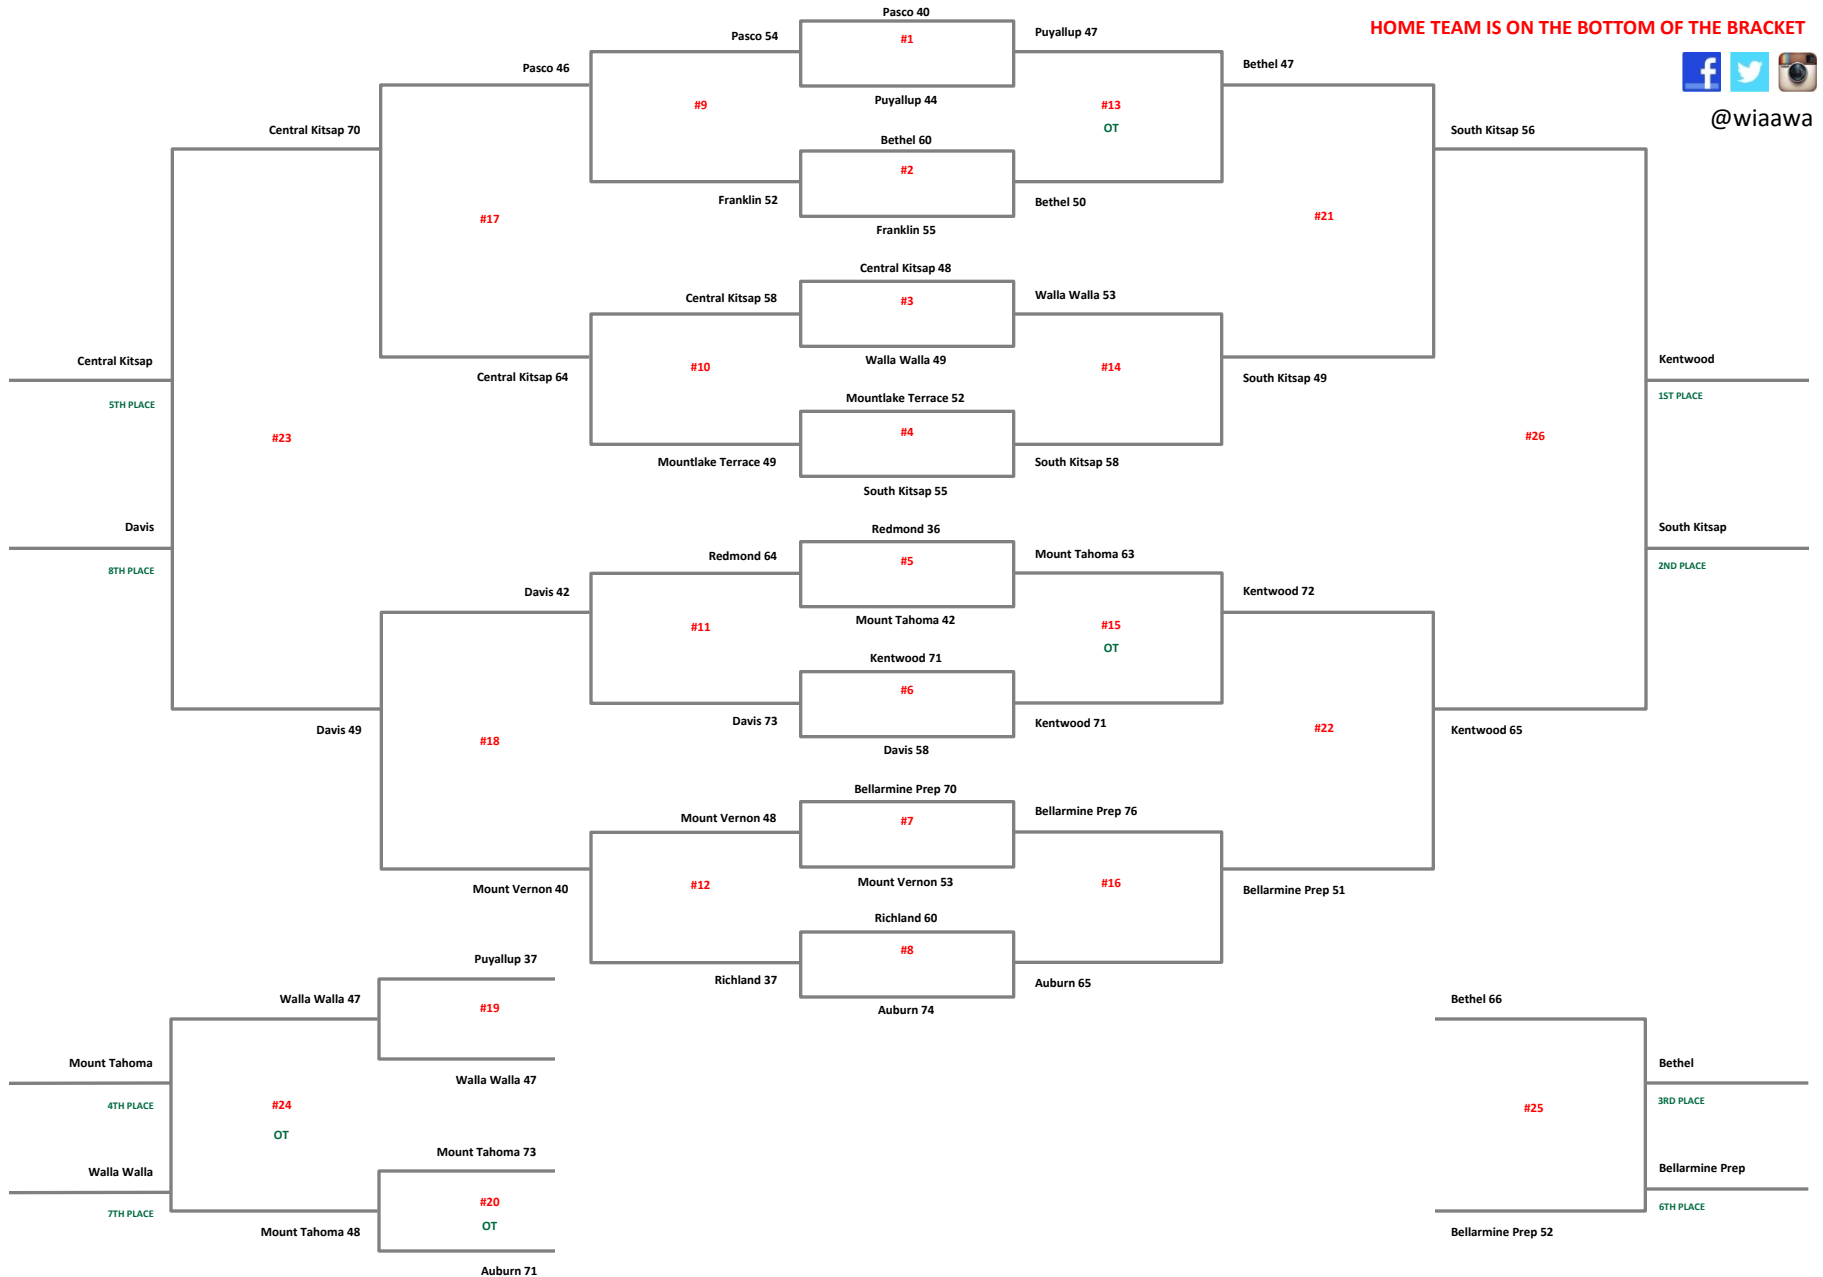 Pasco 40
HOME TEAM IS ON THE BOTTOM OF THE BRACKET
Pasco 54
#1
Puyallup 47
Pasco 46
Bethel 47
#9
Puyallup 44
#13
@wiaawa
OT
Central Kitsap 70
Bethel 60
South Kitsap 56
#2
Franklin 52
Bethel 50
#17
#21
Franklin 55
Central Kitsap 48
Central Kitsap 58
#3
Walla Walla 53
Central Kitsap
Walla Walla 49
Kentwood
#10
#14
Central Kitsap 64
South Kitsap 49
5TH PLACE
Mountlake Terrace 52
1ST PLACE
#23
#4
#26
Mountlake Terrace 49
South Kitsap 58
South Kitsap 55
Davis
Redmond 36
South Kitsap
Redmond 64
#5
Mount Tahoma 63
8TH PLACE
2ND PLACE
Davis 42
Kentwood 72
#11
Mount Tahoma 42
#15
OT
Kentwood 71
#6
Davis 73
Kentwood 71
Davis 49
#18
#22
Kentwood 65
Davis 58
Bellarmine Prep 70
Mount Vernon 48
#7
Bellarmine Prep 76
#12
Mount Vernon 53
#16
Mount Vernon 40
Bellarmine Prep 51
Richland 60
#8
Puyallup 37
Richland 37
Auburn 65
Walla Walla 47
#19
Auburn 74
Bethel 66
Mount Tahoma
Bethel
Walla Walla 47
4TH PLACE
#24
#25
3RD PLACE
OT
Mount Tahoma 73
Walla Walla
Bellarmine Prep
#20
7TH PLACE
OT
6TH PLACE
Mount Tahoma 48
Bellarmine Prep 52
Auburn 71